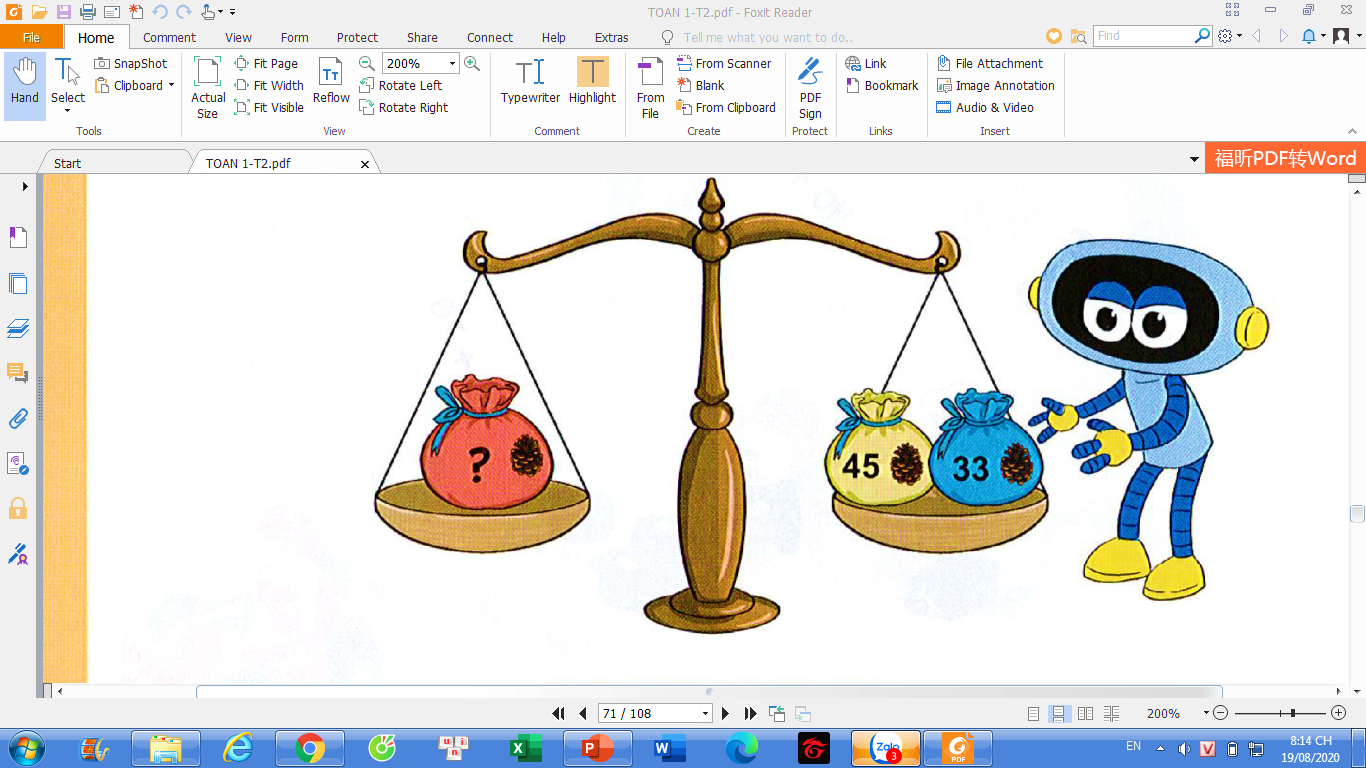 TOAN 1-T2.pdf - Foxit Reader
File Home Comment View Form Protect Share Connect Help Extras Tell me what you want to do.. Find
Hand
Select
SnapShot
Clipboard
Tools
Actual Size
Fit Page
Fit Width
Fit Visible
Reflow
200%
Rotate Left
Rotate Right
View
Typewriter
Highlight
Comment
From File
From Scanner
Blank
From Clipboard
Create
PDF Sign
Protect
Link
Bookmark
Links
File Attachment
Image Annotation
Audio & Video
Insert
Start TOAN 1-T2.pdf 福昕PDF转Word
? 45 33
71 / 108 200%
u i n Zalo 3 PDF EN 8:14 CH
19/08/2020